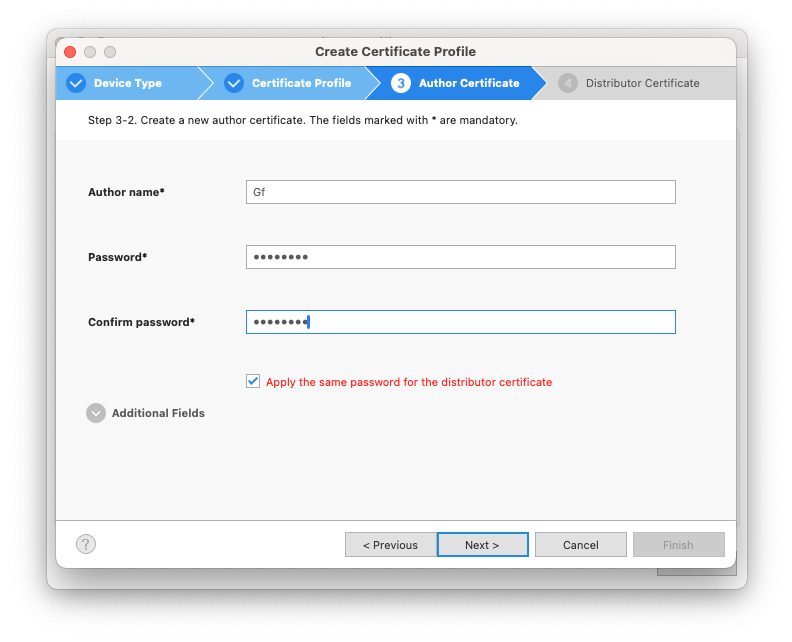 Create Certificate Profile
Device Type
Certificate Profile
3 Author Certificate
4 Distributor Certificate
Step 3-2. Create a new author certificate. The fields marked with * are mandatory.
Author name*
Gf
Password*
••••••••
Confirm password*
••••••••
Apply the same password for the distributor certificate
Additional Fields
?
< Previous
Next >
Cancel
Finish